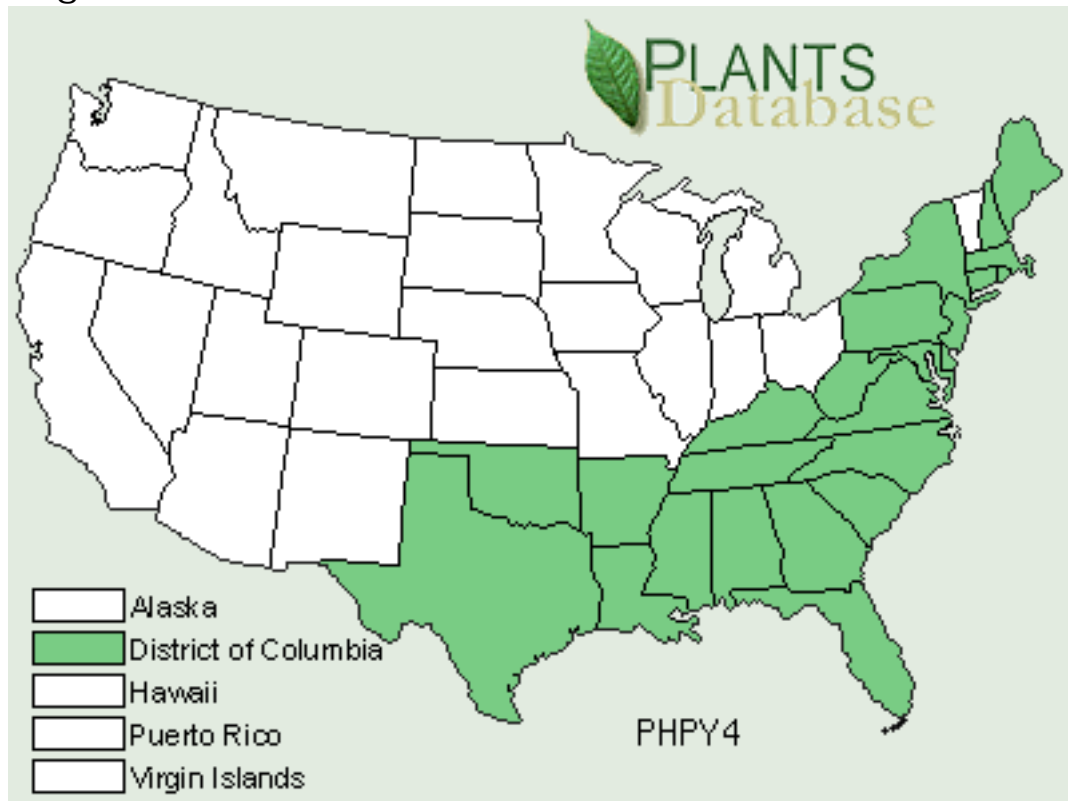 PLANTS
Database
Alaska
District of Columbia
Hawaii
Puerto Rico
Virgin Islands
PHPY4